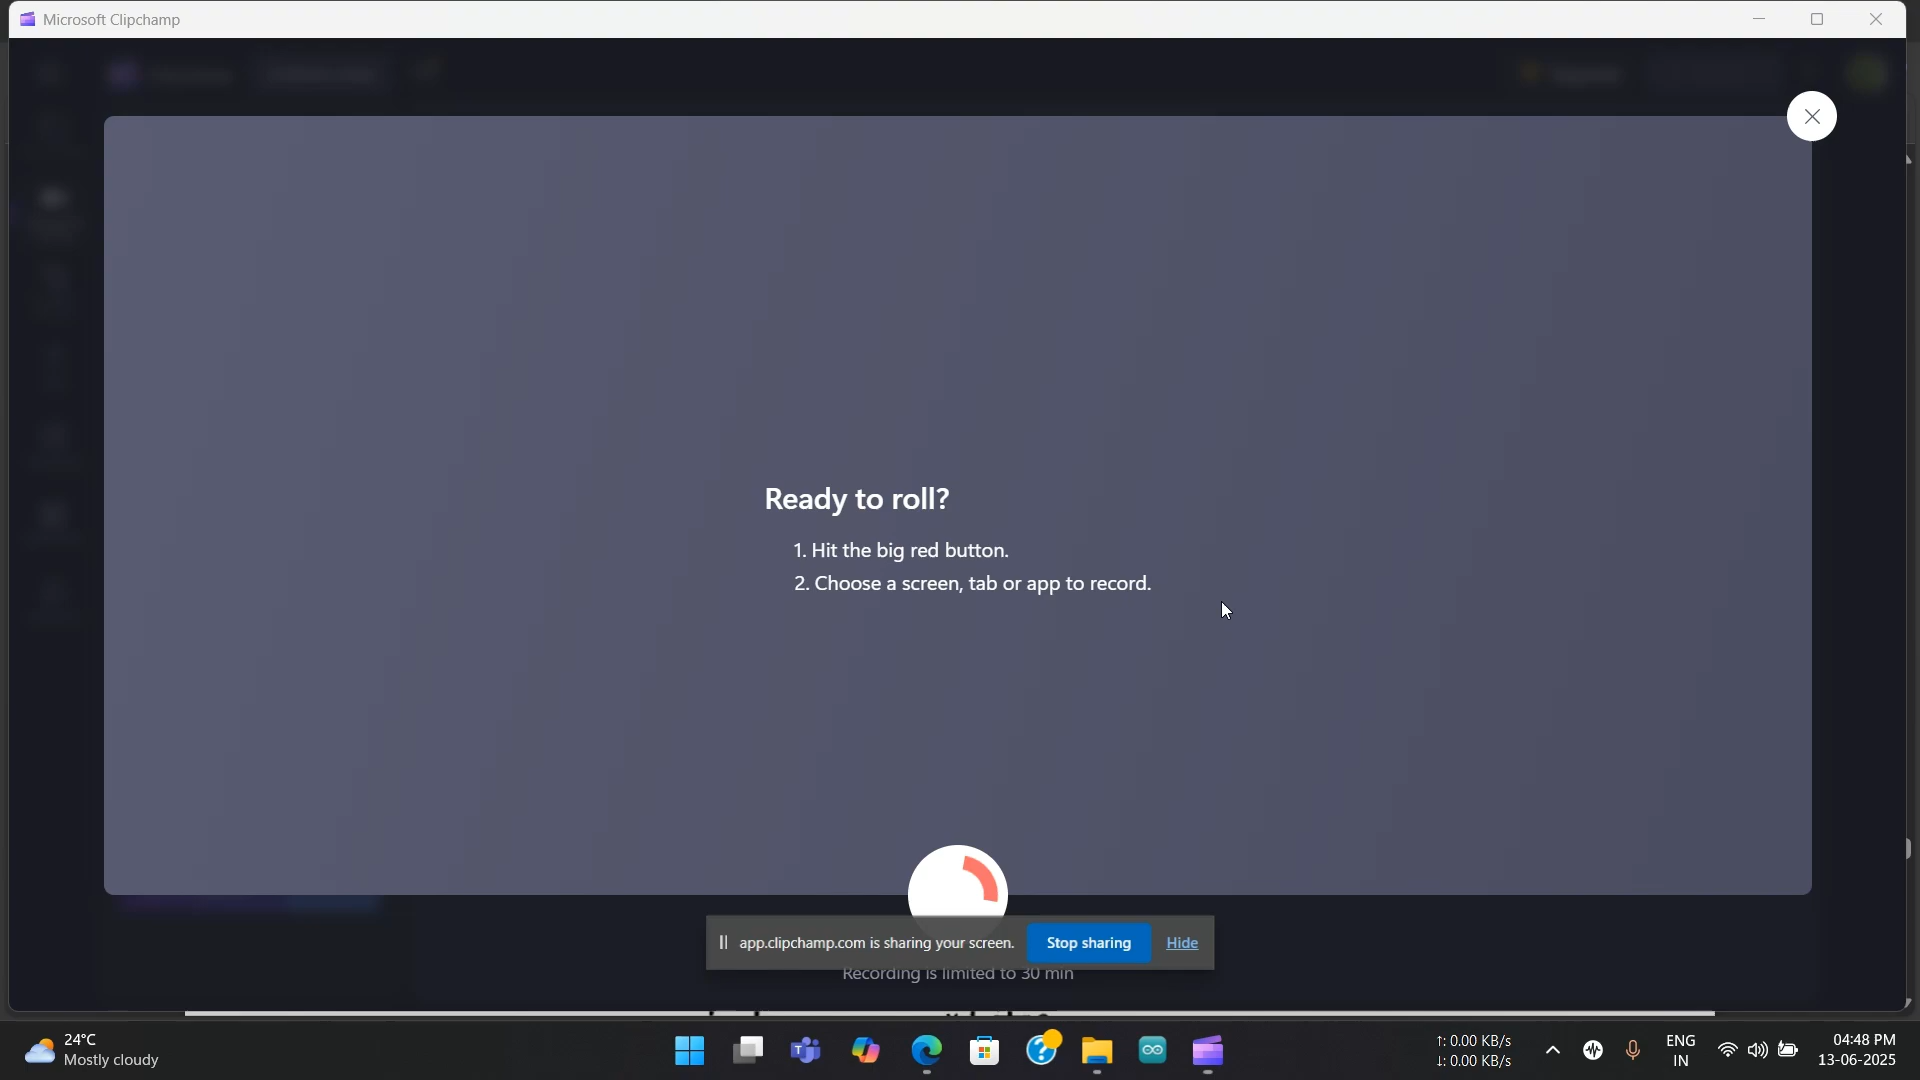 Microsoft Clipchamp
Ready to roll?
1. Hit the big red button.
2. Choose a screen, tab or app to record.
app.clipchamp.com is sharing your screen.
Stop sharing
Hide
Recording is limited to 30 min
24°C
Mostly cloudy
↑: 0.00 KB/s
↓: 0.00 KB/s
ENG
IN
04:48 PM
13-06-2025